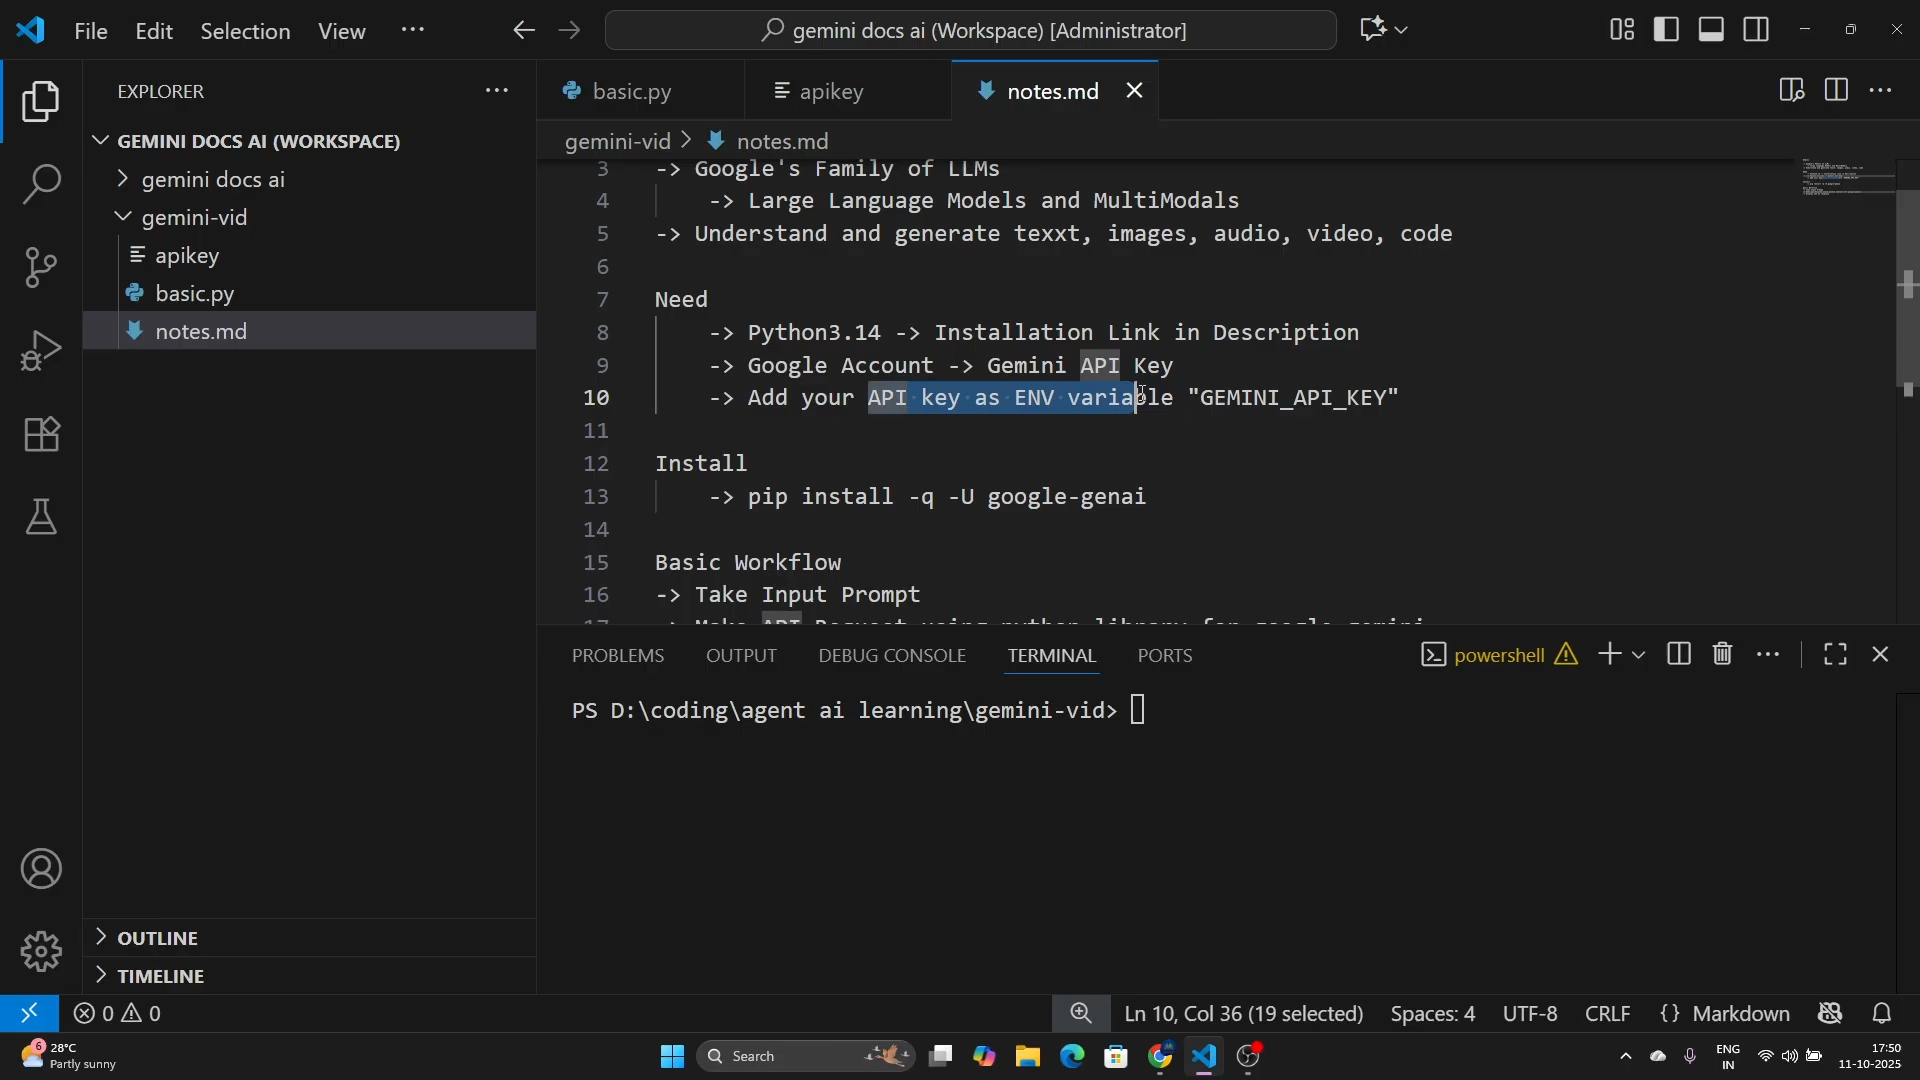 File Edit Selection View ···
gemini docs ai (Workspace) [Administrator]
EXPLORER
GEMINI DOCS AI (WORKSPACE)
gemini docs ai
gemini-vid
apikey
basic.py
notes.md
OUTLINE
TIMELINE
basic.py
apikey
notes.md
gemini-vid > notes.md
3 -> Google's Family of LLMs
4 -> Large Language Models and MultiModals
5 -> Understand and generate texxt, images, audio, video, code
6
7 Need
8 -> Python3.14 -> Installation Link in Description
9 -> Google Account -> Gemini API Key
10 -> Add your API key as ENV variable "GEMINI_API_KEY"
11
12 Install
13 -> pip install -q -U google-genai
14
15 Basic Workflow
16 -> Take Input Prompt
17 -> Make API Request using python library for google gemini
PROBLEMS OUTPUT DEBUG CONSOLE TERMINAL PORTS
powershell
PS D:\coding\agent ai learning\gemini-vid>
0 0
Ln 10, Col 36 (19 selected) Spaces: 4 UTF-8 CRLF {} Markdown
6
28°C
Partly sunny
Search
ENG
IN
17:50
11-10-2025